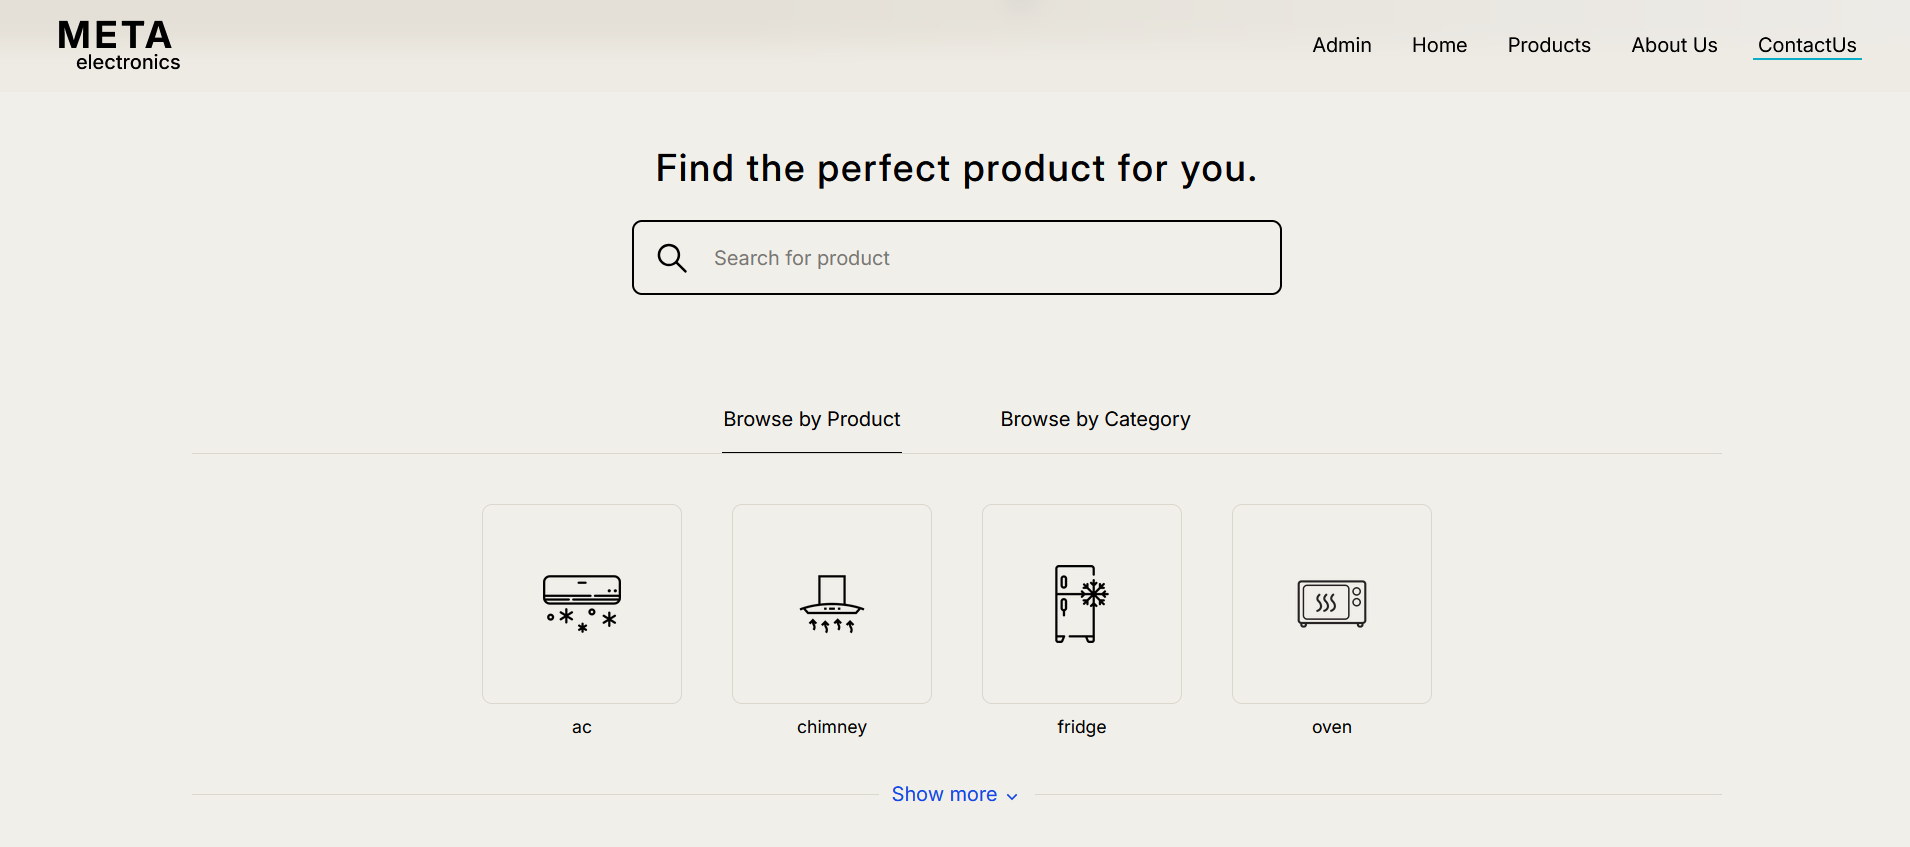 META
electronics
Admin Home Products About Us ContactUs
Find the perfect product for you.
Search for product
Browse by Product Browse by Category
ac chimney fridge oven
Show more